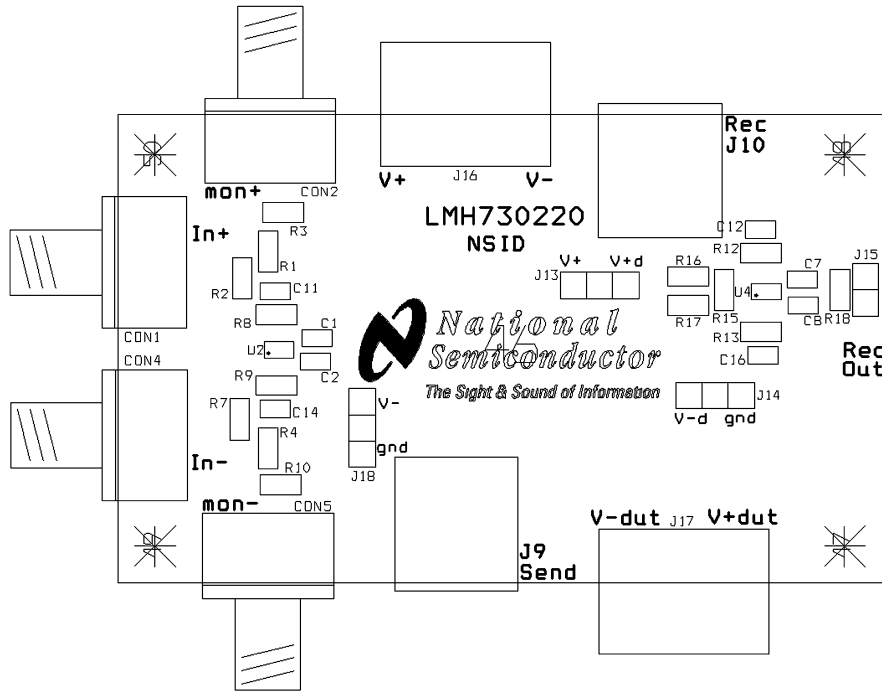 Rec
J10
mon+
CON2
V+
J16
V-
R3
In+
LMH730220
NSID
C12
R12
R1
R2
C11
J13
V+
V+d
R16
C7
J15
U4
R8
C1
R17
R15
C8
R18
CON1
National
Semiconductor
R13
U2
C2
C16
Rec
Out
CON4
R9
The Sight & Sound of Information
R7
C14
V-
J14
V-d
gnd
R4
gnd
In-
R10
J18
mon-
CON5
V-dut
J17
V+dut
J9
Send